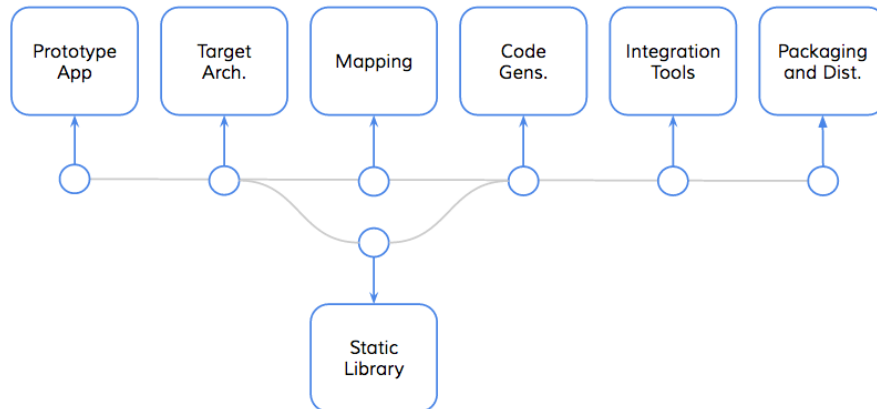 Prototype
App
Target
Arch.
Mapping
Code
Gens.
Integration
Tools
Packaging
and Dist.
Static
Library